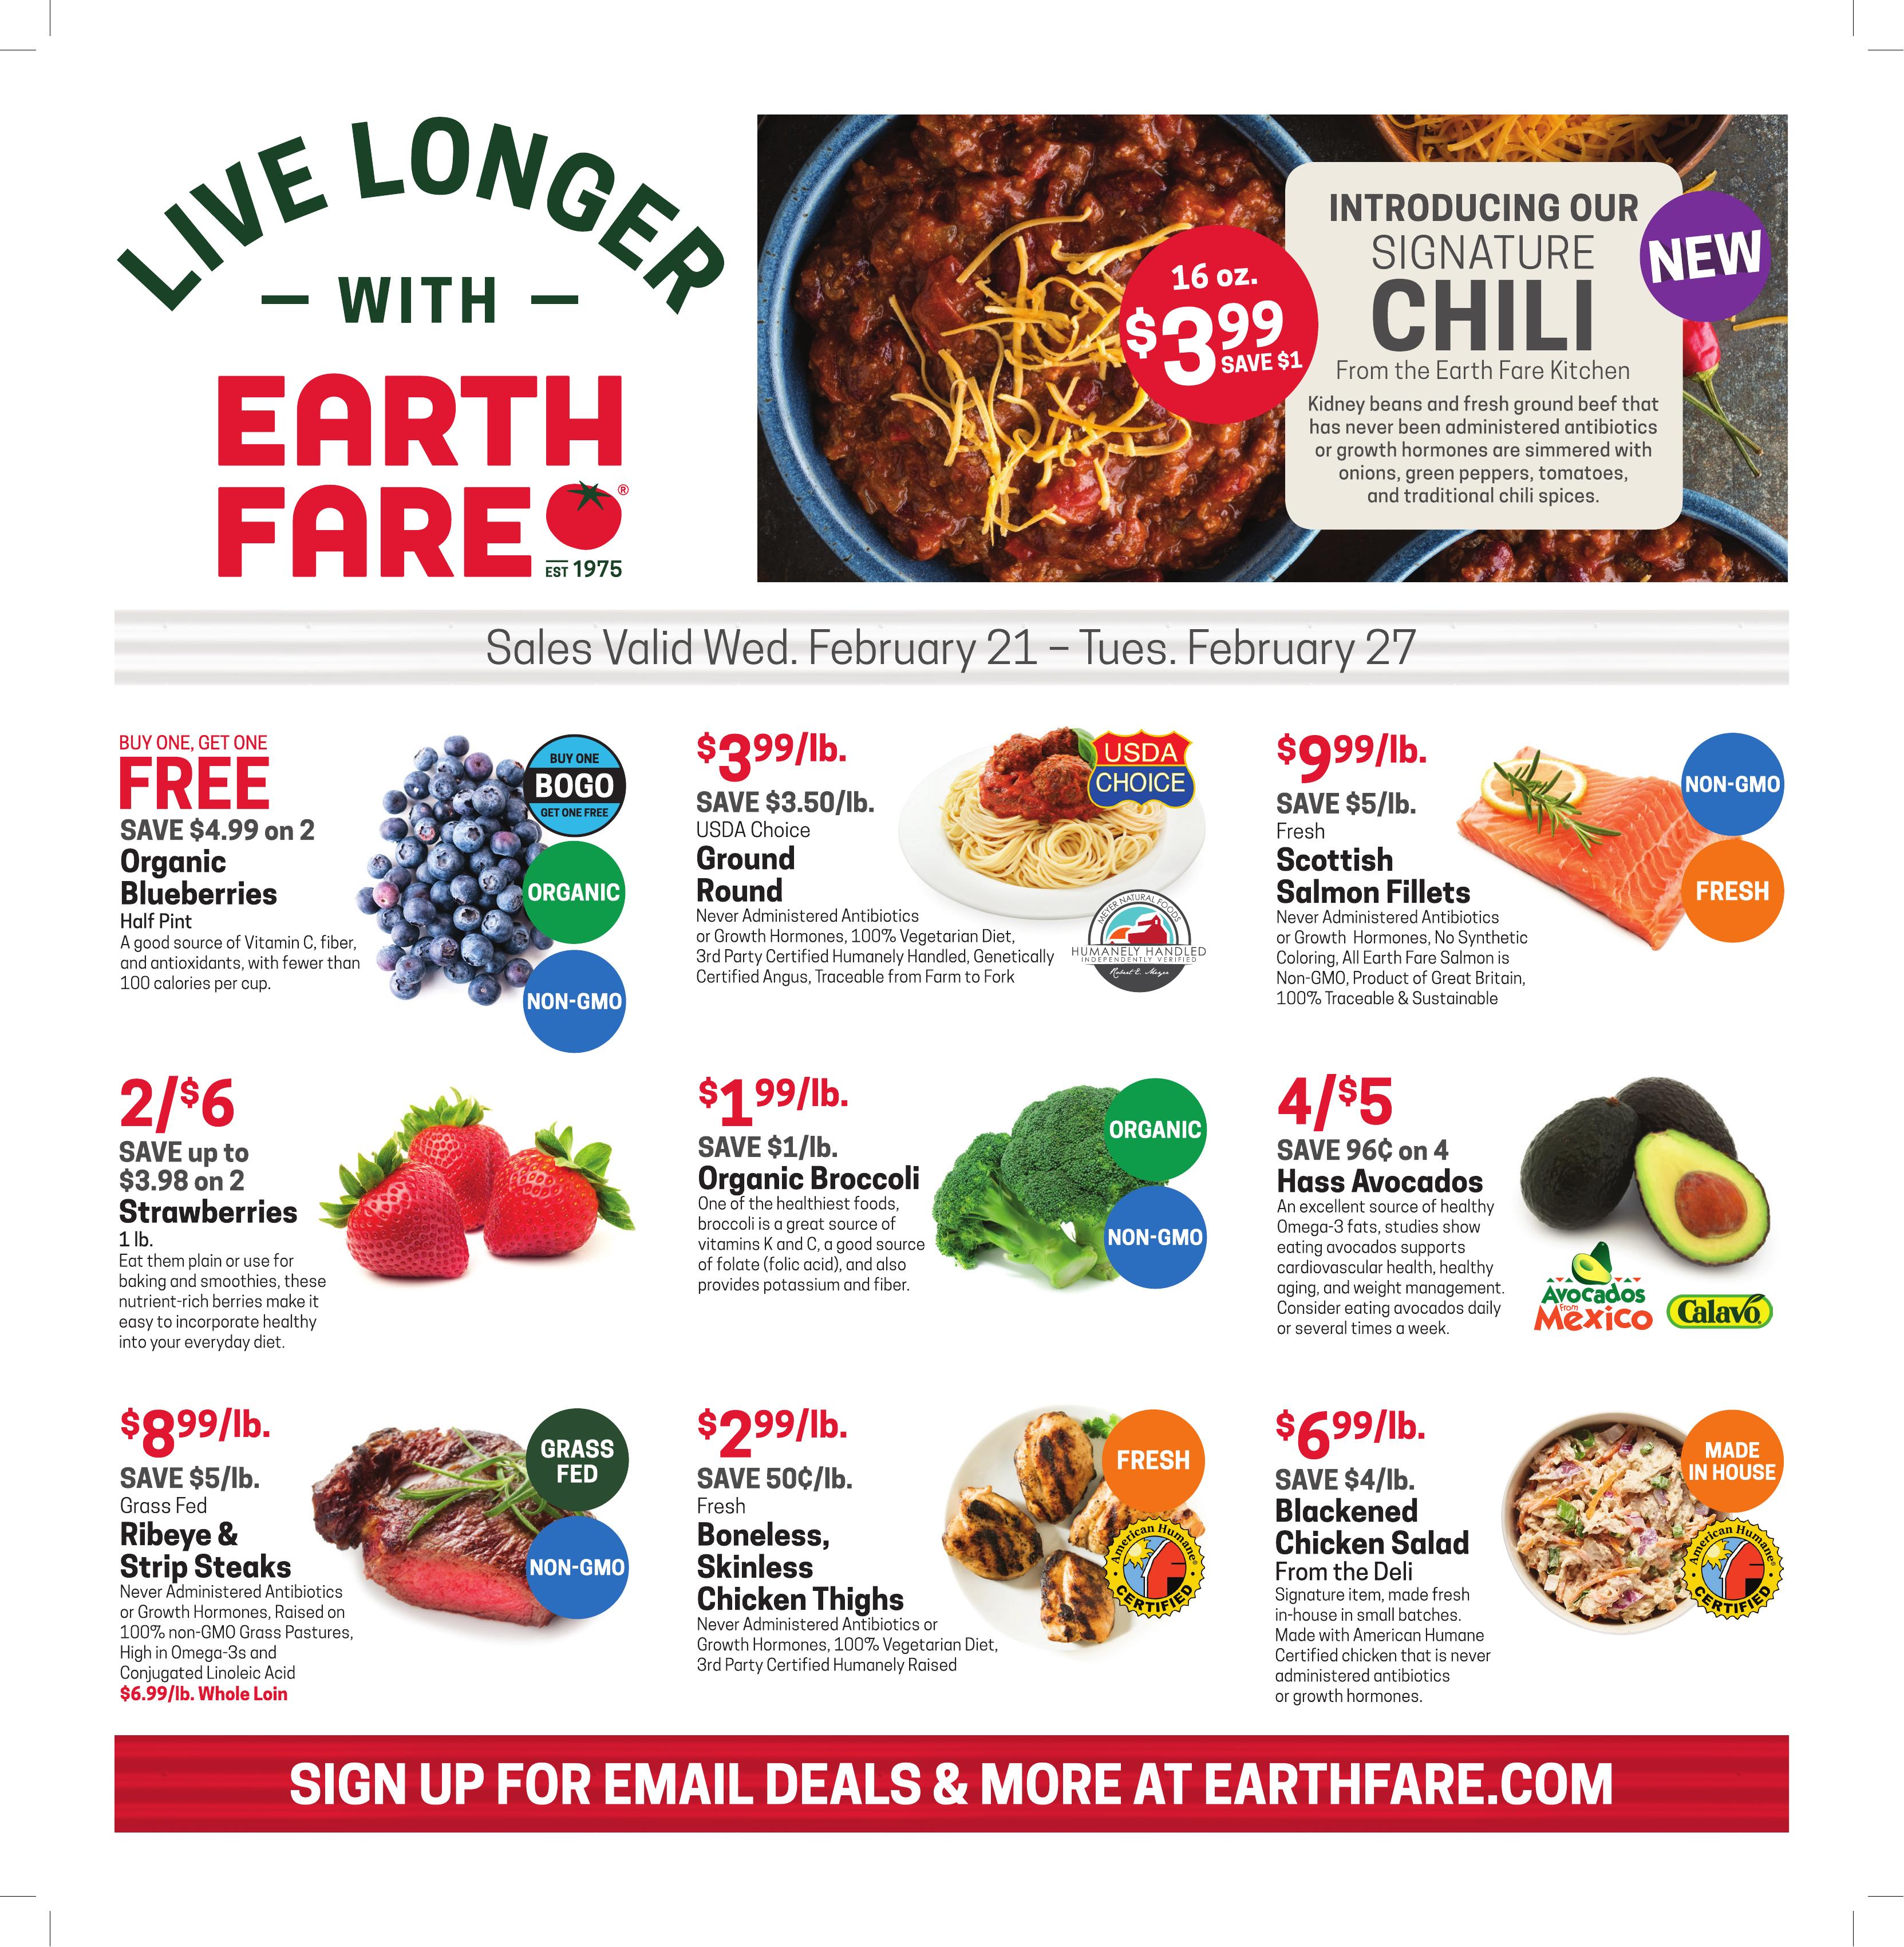 LIVE LONGER
WITH
EARTH
FARE®
EST 1975
16 oz.
$3.99
SAVE $1
INTRODUCING OUR
SIGNATURE
CHILI
NEW
From the Earth Fare Kitchen
Kidney beans and fresh ground beef that
has never been administered antibiotics
or growth hormones are simmered with
onions, green peppers, tomatoes,
and traditional chili spices.
Sales Valid Wed. February 21 – Tues. February 27
BUY ONE, GET ONE
FREE
SAVE $4.99 on 2
Organic
Blueberries
Half Pint
A good source of Vitamin C, fiber,
and antioxidants, with fewer than
100 calories per cup.
BUY ONE
BOGO
GET ONE FREE
ORGANIC
NON-GMO
$3.99/lb.
SAVE $3.50/lb.
USDA Choice
Ground
Round
Never Administered Antibiotics
or Growth Hormones, 100% Vegetarian Diet,
3rd Party Certified Humanely Handled, Genetically
Certified Angus, Traceable from Farm to Fork
USDA
CHOICE
MEYER NATURAL FOODS
HUMANELY HANDLED
INDEPENDENTLY VERIFIED
Robert E. Meyer
$9.99/lb.
SAVE $5/lb.
Fresh
Scottish
Salmon Fillets
Never Administered Antibiotics
or Growth Hormones, No Synthetic
Coloring, All Earth Fare Salmon is
Non-GMO, Product of Great Britain,
100% Traceable & Sustainable
NON-GMO
FRESH
2/$6
SAVE up to
$3.98 on 2
Strawberries
1 lb.
Eat them plain or use for
baking and smoothies, these
nutrient-rich berries make it
easy to incorporate healthy
into your everyday diet.
$1.99/lb.
SAVE $1/lb.
Organic Broccoli
One of the healthiest foods,
broccoli is a great source of
vitamins K and C, a good source
of folate (folic acid), and also
provides potassium and fiber.
ORGANIC
NON-GMO
4/$5
SAVE 96¢ on 4
Hass Avocados
An excellent source of healthy
Omega-3 fats, studies show
eating avocados supports
cardiovascular health, healthy
aging, and weight management.
Consider eating avocados daily
or several times a week.
Avocados
From
Mexico
Calavo
$8.99/lb.
SAVE $5/lb.
Grass Fed
Ribeye &
Strip Steaks
Never Administered Antibiotics
or Growth Hormones, Raised on
100% non-GMO Grass Pastures,
High in Omega-3s and
Conjugated Linoleic Acid
$6.99/lb. Whole Loin
GRASS
FED
NON-GMO
$2.99/lb.
SAVE 50¢/lb.
Fresh
Boneless,
Skinless
Chicken Thighs
Never Administered Antibiotics or
Growth Hormones, 100% Vegetarian Diet,
3rd Party Certified Humanely Raised
FRESH
American Humane®
CERTIFIED
$6.99/lb.
SAVE $4/lb.
Blackened
Chicken Salad
From the Deli
Signature item, made fresh
in-house in small batches.
Made with American Humane
Certified chicken that is never
administered antibiotics
or growth hormones.
MADE
IN HOUSE
American Humane®
CERTIFIED
SIGN UP FOR EMAIL DEALS & MORE AT EARTHFARE.COM